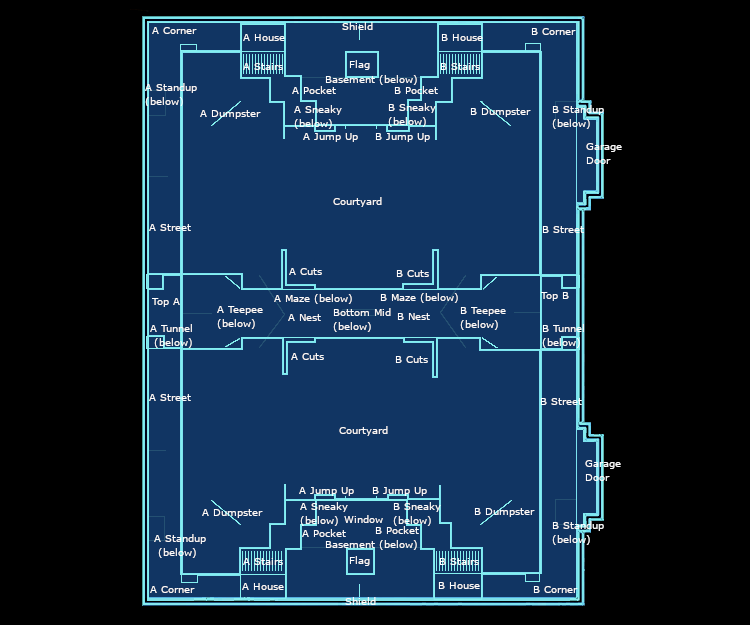 Shield
A Corner
B Corner
A House
B House
A Stairs
Flag
B Stairs
Basement (below)
A Standup
(below)
A Pocket
B Pocket
A Dumpster
A Sneaky
(below)
B Sneaky
(below)
B Dumpster
B Standup
(below)
A Jump Up
B Jump Up
Garage
Door
Courtyard
A Street
B Street
A Cuts
B Cuts
Top A
A Maze (below)
B Maze (below)
Top B
A Teepee
(below)
A Nest
Bottom Mid
(below)
B Nest
B Teepee
(below)
A Tunnel
(below)
B Tunnel
(below)
A Cuts
B Cuts
A Street
B Street
Courtyard
Garage
Door
A Jump Up
B Jump Up
A Dumpster
A Sneaky
(below)
Window
B Sneaky
(below)
B Dumpster
A Pocket
B Pocket
A Standup
(below)
Basement (below)
B Standup
(below)
A Stairs
Flag
B Stairs
A Corner
A House
B House
B Corner
Shield